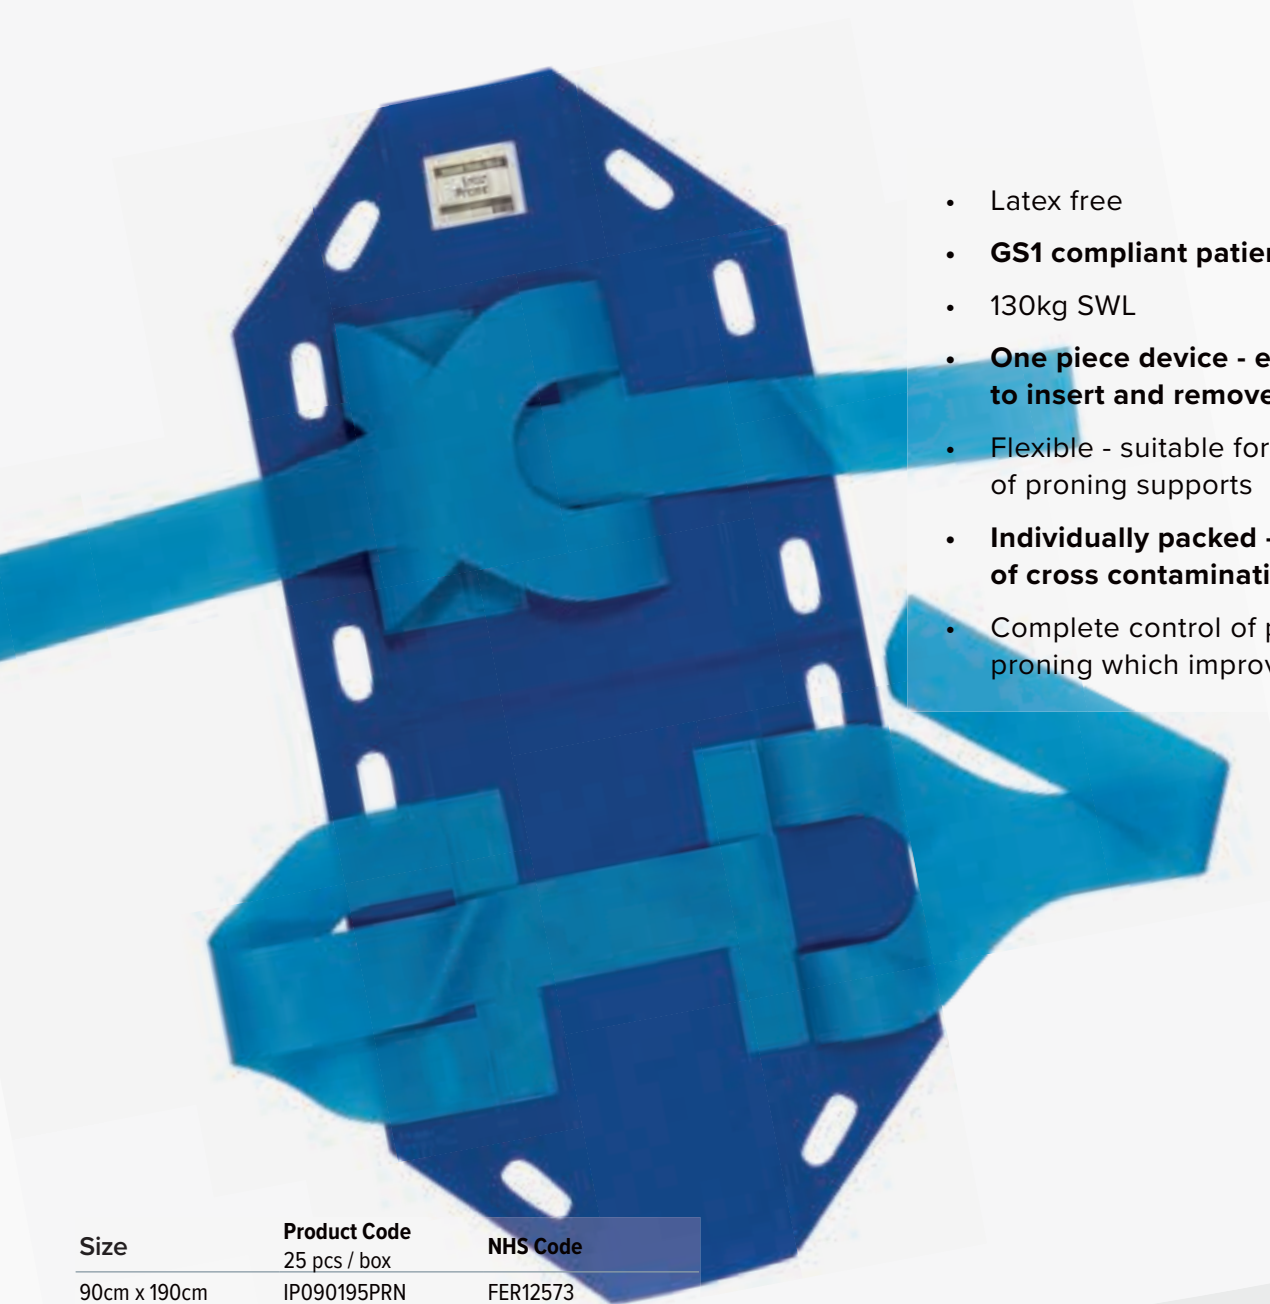 • Latex free
• GS1 compliant patie
• 130kg SWL
• One piece device - e
to insert and remove
• Flexible - suitable for
of proning supports
• Individually packed -
of cross contaminati
• Complete control of p
proning which improv
Size Product Code NHS Code
25 pcs / box
90cm x 190cm IP090195PRN FER12573